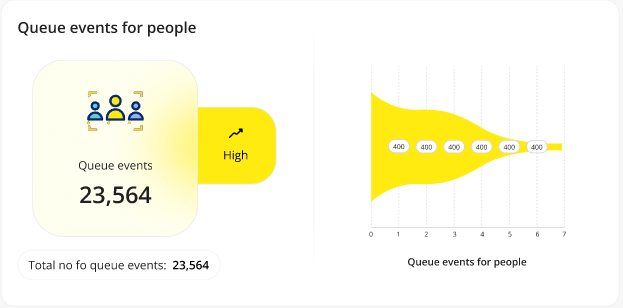 Queue events for people
High
Queue events
23,564
Total no fo queue events: 23,564
400 400 400 400 400 400
0 1 2 3 4 5 6 7
Queue events for people